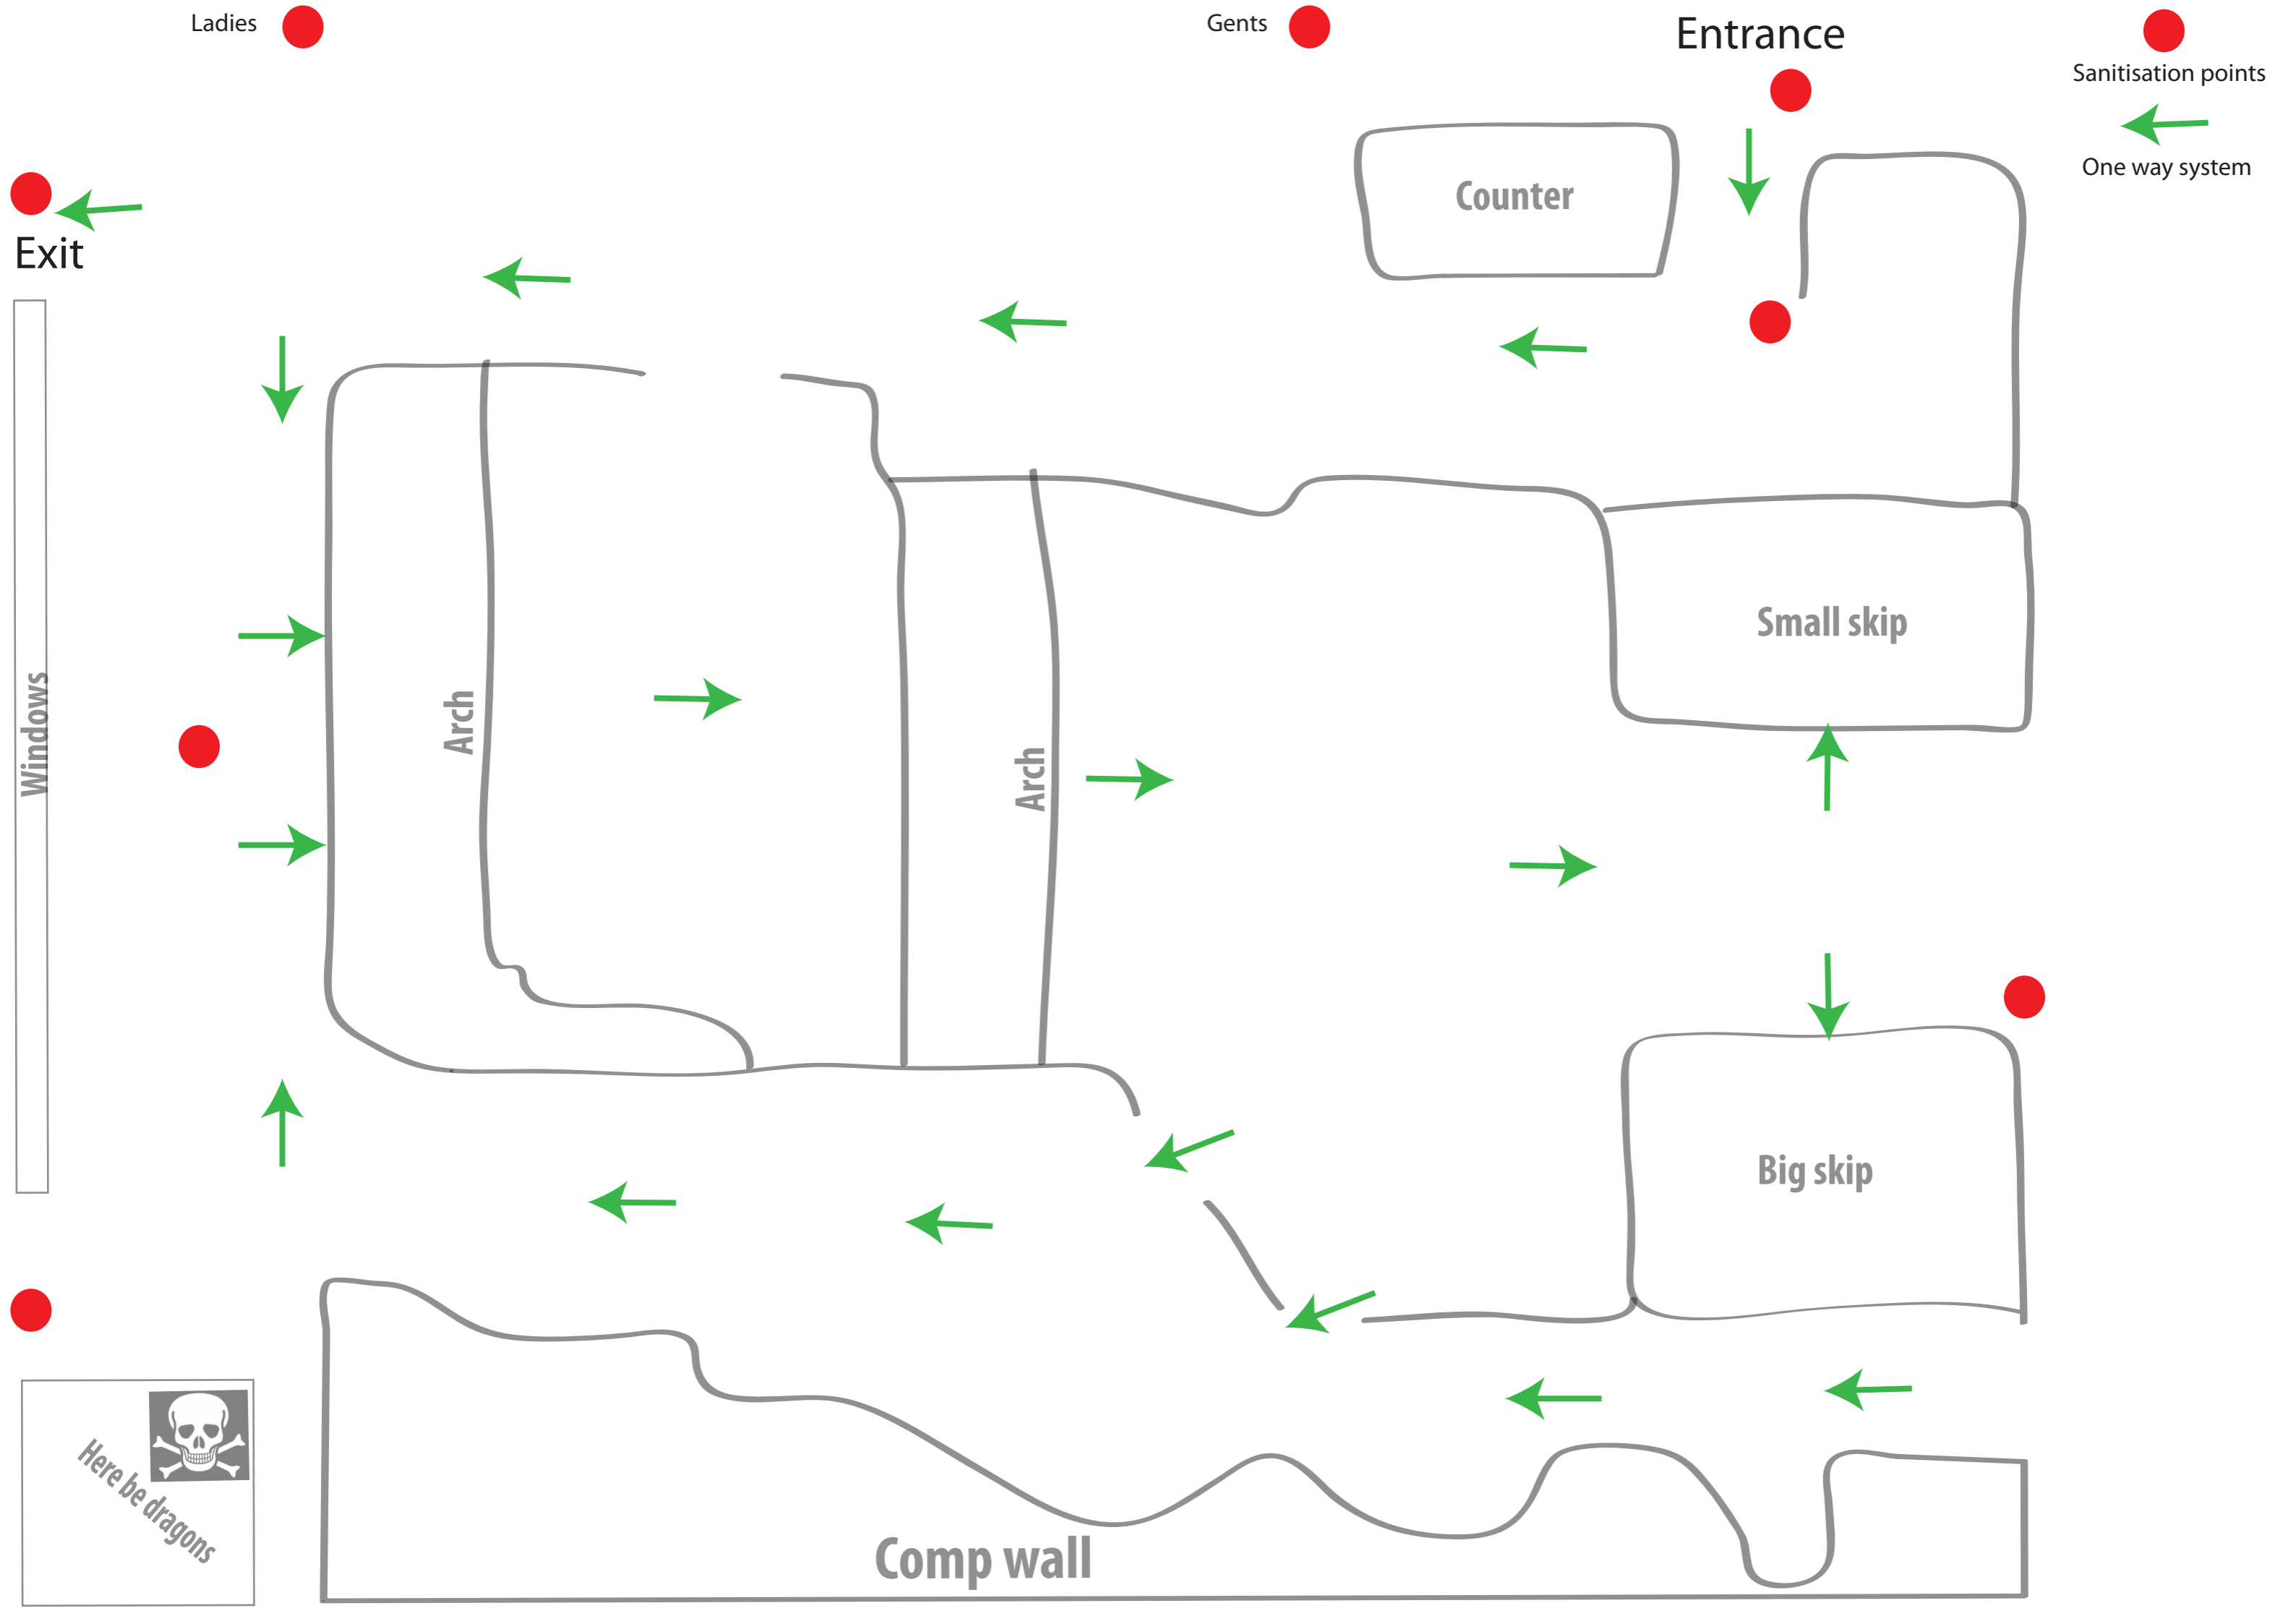 Ladies
Gents
Entrance
Sanitisation points
One way system
Counter
Exit
Small skip
Windows
Arch
Arch
Big skip
Here be dragons
Comp wall